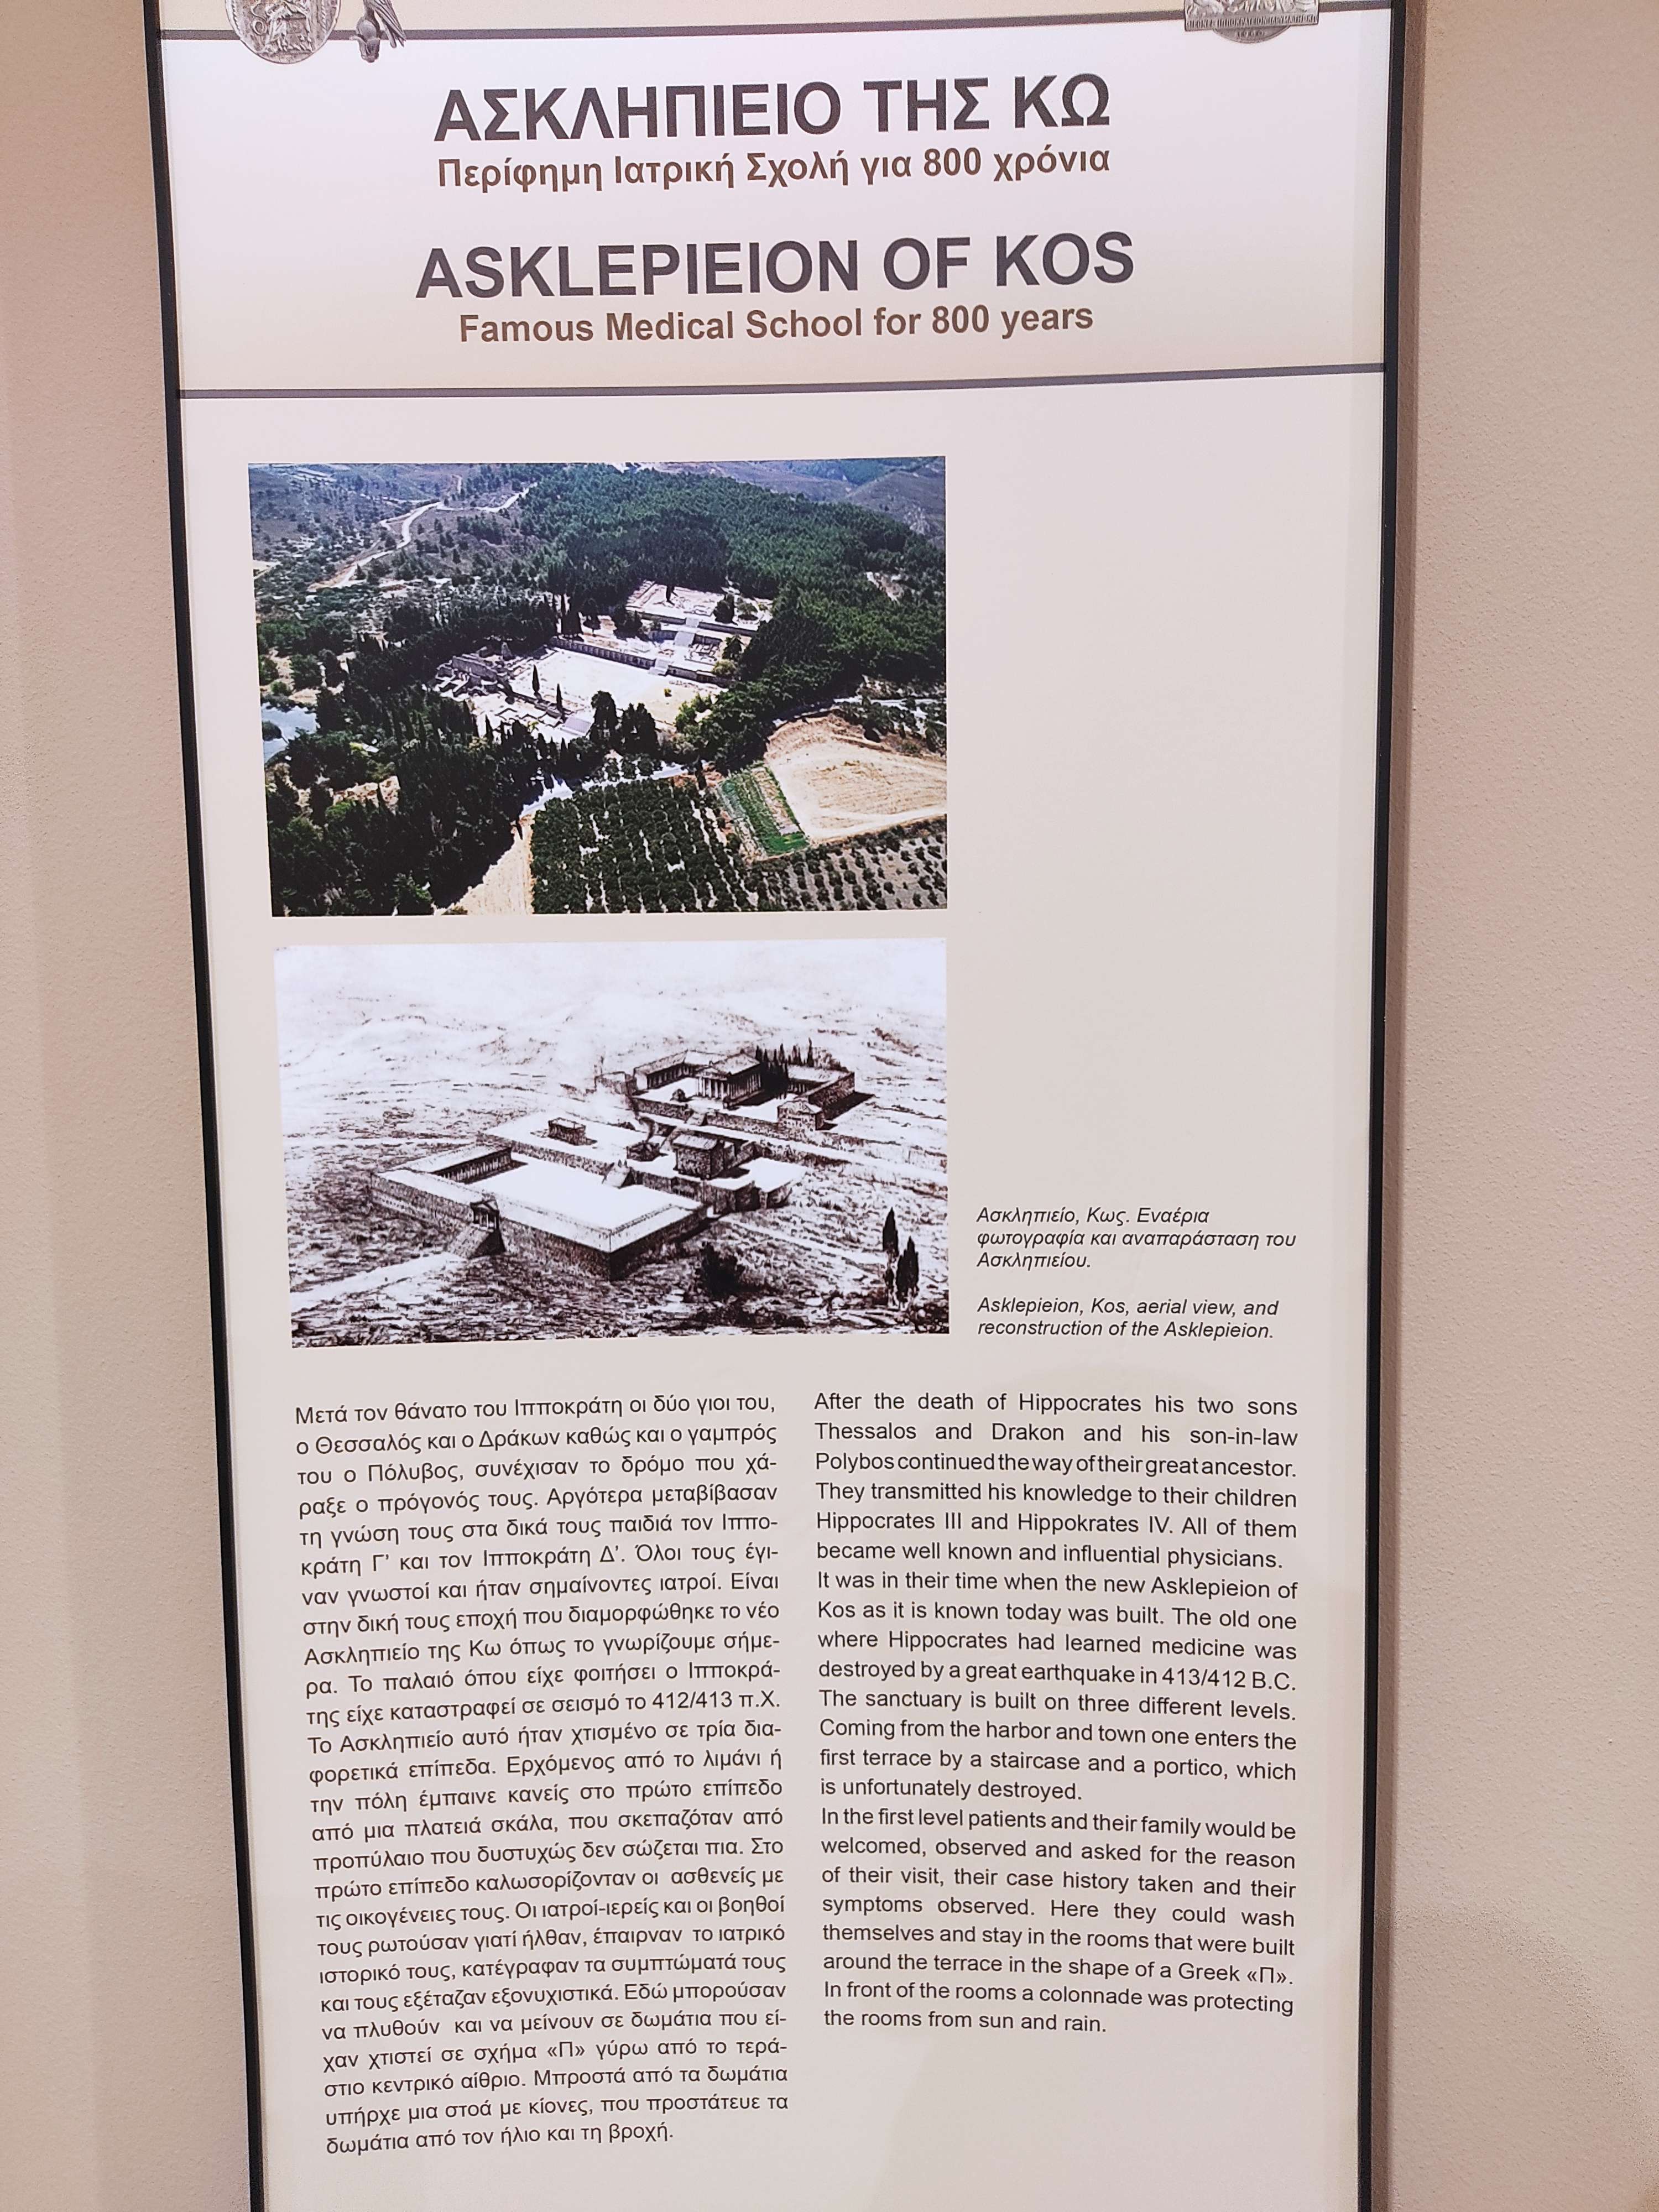 ΑΣΚΛΗΠΙΕΙΟ ΤΗΣ ΚΩ
Περίφημη Ιατρική Σχολή για 800 χρόνια
ASKLEPIEION OF KOS
Famous Medical School for 800 years
Ασκληπιείο, Κως. Εναέρια
φωτογραφία και αναπαράσταση του
Ασκληπιείου.
Asklepieion, Kos, aerial view, and
reconstruction of the Asklepieion.
Μετά τον θάνατο του Ιπποκράτη οι δύο γιοι του,
ο Θεσσαλός και ο Δράκων καθώς και ο γαμπρός
του ο Πόλυβος, συνέχισαν το δρόμο που χά-
ραξε ο πρόγονός τους. Αργότερα μεταβίβασαν
τη γνώση τους στα δικά τους παιδιά τον Ιππο-
κράτη Γ’ και τον Ιπποκράτη Δ’. Όλοι τους έγι-
ναν γνωστοί και ήταν σημαίνοντες ιατροί. Είναι
στην δική τους εποχή που διαμορφώθηκε το νέο
Ασκληπιείο της Κω όπως το γνωρίζουμε σήμε-
ρα. Το παλαιό όπου είχε φοιτήσει ο Ιπποκρά-
της είχε καταστραφεί σε σεισμό το 412/413 π.Χ.
Το Ασκληπιείο αυτό ήταν χτισμένο σε τρία δια-
φορετικά επίπεδα. Ερχόμενος από το λιμάνι ή
την πόλη έμπαινε κανείς στο πρώτο επίπεδο
από μια πλατειά σκάλα, που σκεπαζόταν από
προπύλαιο που δυστυχώς δεν σώζεται πια. Στο
πρώτο επίπεδο καλωσορίζονταν οι ασθενείς με
τις οικογένειες τους. Οι ιατροί-ιερείς και οι βοηθοί
τους ρωτούσαν γιατί ήλθαν, έπαιρναν το ιατρικό
ιστορικό τους, κατέγραφαν τα συμπτώματά τους
και τους εξέταζαν εξονυχιστικά. Εδώ μπορούσαν
να πλυθούν και να μείνουν σε δωμάτια που εί-
χαν χτιστεί σε σχήμα «Π» γύρω από το τερά-
στιο κεντρικό αίθριο. Μπροστά από τα δωμάτια
υπήρχε μια στοά με κίονες, που προστάτευε τα
δωμάτια από τον ήλιο και τη βροχή.
After the death of Hippocrates his two sons
Thessalos and Drakon and his son-in-law
Polybos continued the way of their great ancestor.
They transmitted his knowledge to their children
Hippocrates III and Hippokrates IV. All of them
became well known and influential physicians.
It was in their time when the new Asklepieion of
Kos as it is known today was built. The old one
where Hippocrates had learned medicine was
destroyed by a great earthquake in 413/412 B.C.
The sanctuary is built on three different levels.
Coming from the harbor and town one enters the
first terrace by a staircase and a portico, which
is unfortunately destroyed.
In the first level patients and their family would be
welcomed, observed and asked for the reason
of their visit, their case history taken and their
symptoms observed. Here they could wash
themselves and stay in the rooms that were built
around the terrace in the shape of a Greek «Π».
In front of the rooms a colonnade was protecting
the rooms from sun and rain.